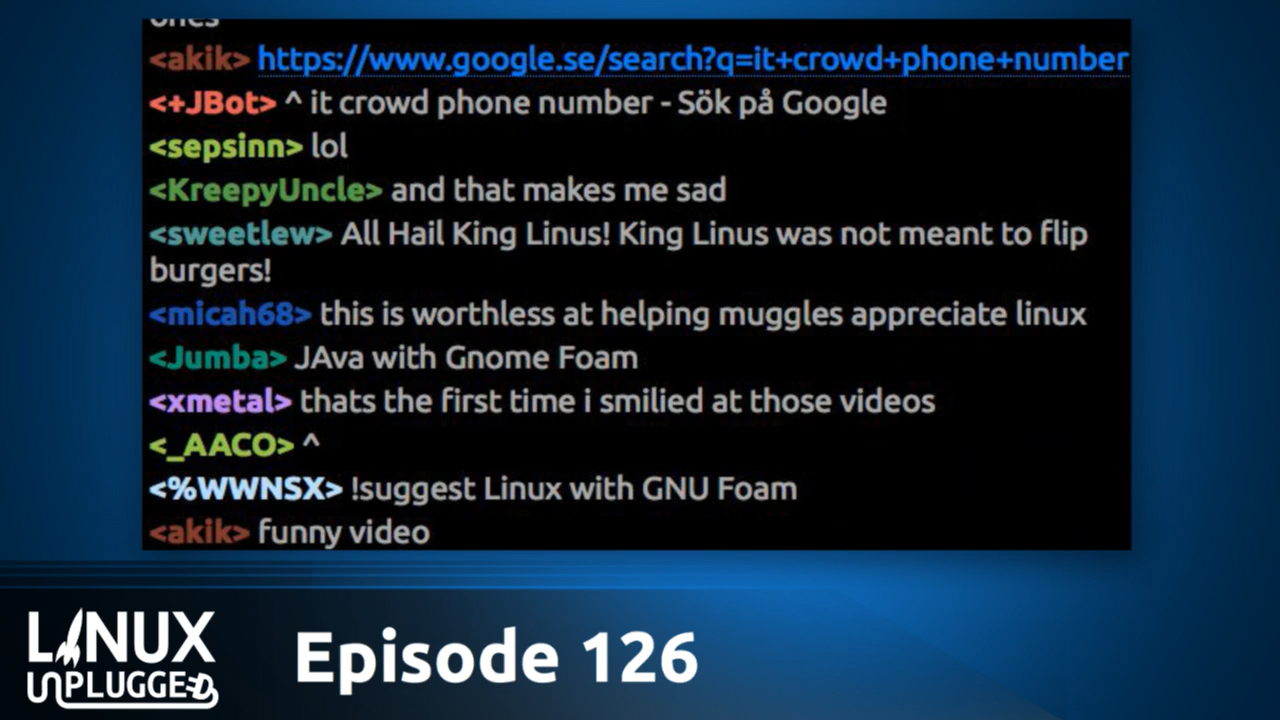 ones
<akik> https://www.google.se/search?q=it+crowd+phone+number
<+JBot> ^ it crowd phone number - Sök på Google
<sepsinn> lol
<KreepyUncle> and that makes me sad
<sweetlew> All Hail King Linus! King Linus was not meant to flip
burgers!
<micah68> this is worthless at helping muggles appreciate linux
<Jumba> JAva with Gnome Foam
<xmetal> thats the first time i smilied at those videos
<_AACO> ^
<%WWNSX> !suggest Linux with GNU Foam
<akik> funny video
LINUX
UNPLUGGED
Episode 126